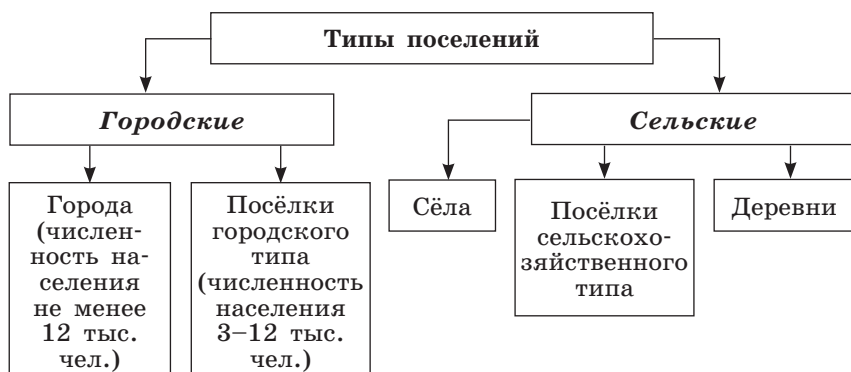 Типы поселений
Городские
Сельские
Города
(числен-
ность на-
селения
не менее
12 тыс.
чел.)
Посёлки
городского
типа
(численность
населения
3–12 тыс.
чел.)
Сёла
Посёлки
сельскохо-
зяйственного
типа
Деревни